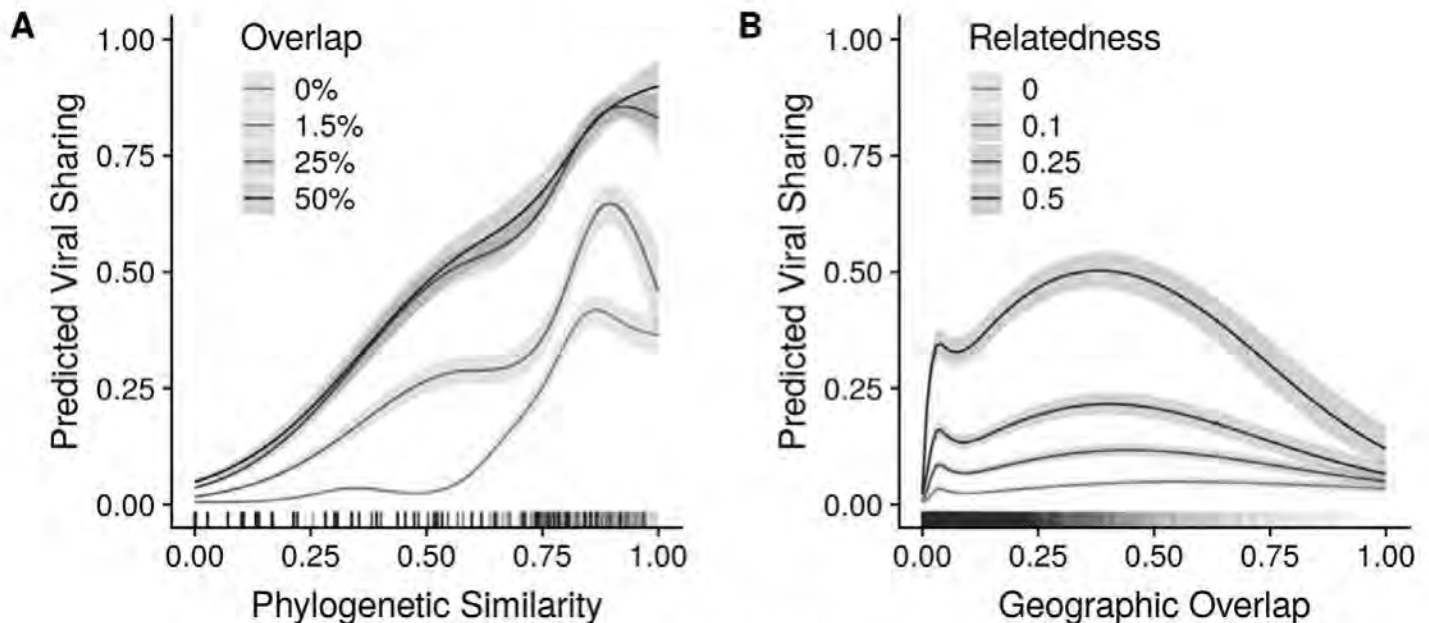 A
Overlap
0%
1.5%
25%
50%
1.00
0.75
0.50
0.25
0.00
Predicted Viral Sharing
0.00 0.25 0.50 0.75 1.00
Phylogenetic Similarity
B
Relatedness
0
0.1
0.25
0.5
1.00
0.75
0.50
0.25
0.00
Predicted Viral Sharing
0.00 0.25 0.50 0.75 1.00
Geographic Overlap